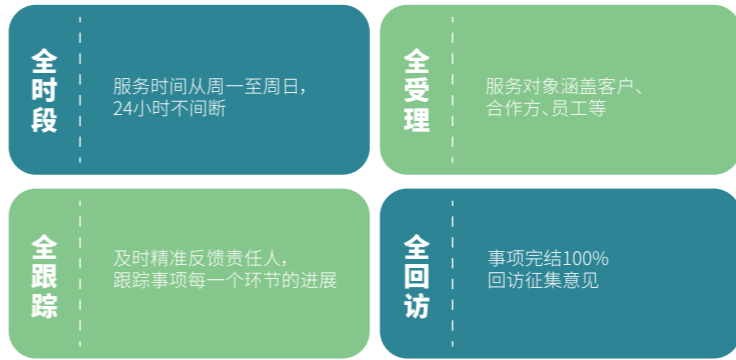 全时段
服务时间从周一至周日，
24小时不间断
全受理
服务对象涵盖客户、
合作方、员工等
全跟踪
及时精准反馈责任人，
跟踪事项每一个环节的进展
全回访
事项完结100%
回访征集意见